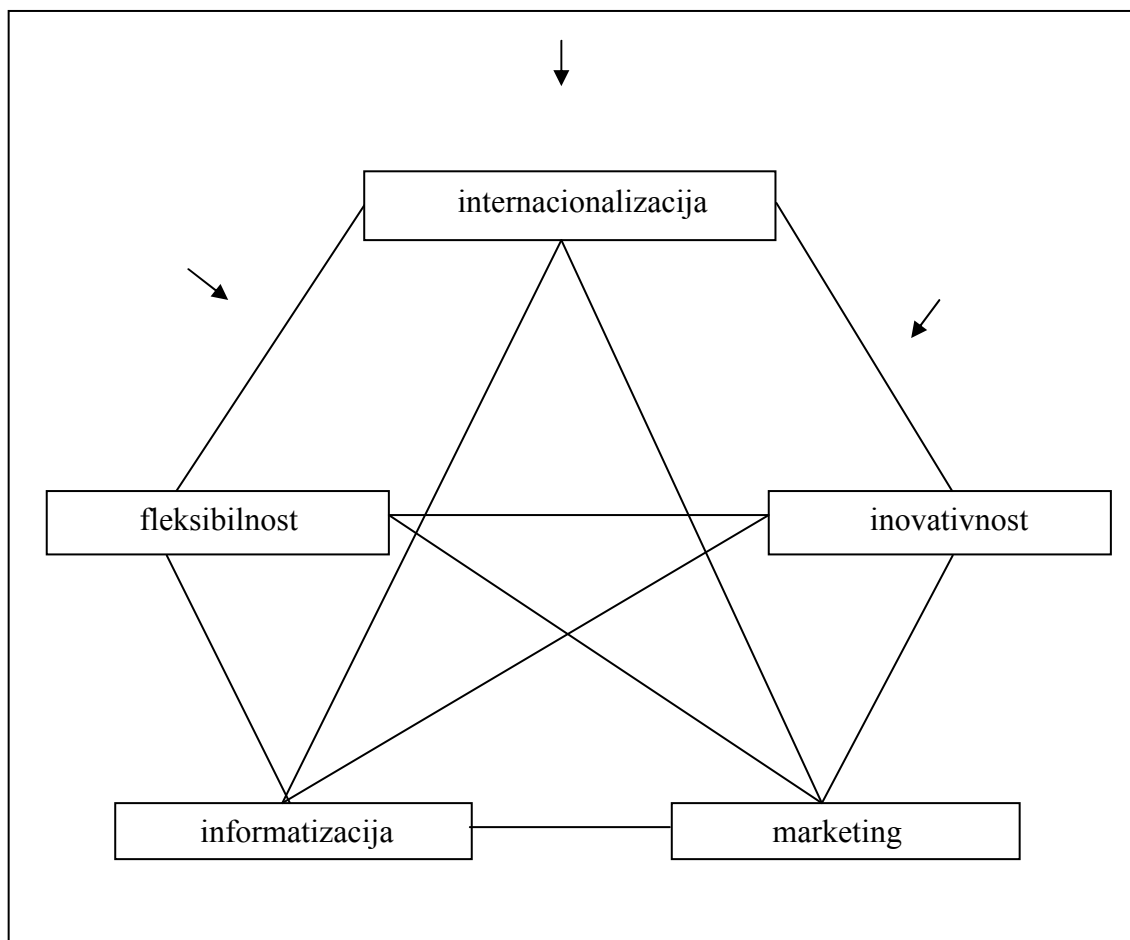 internacionalizacija
fleksibilnost
inovativnost
informatizacija
marketing